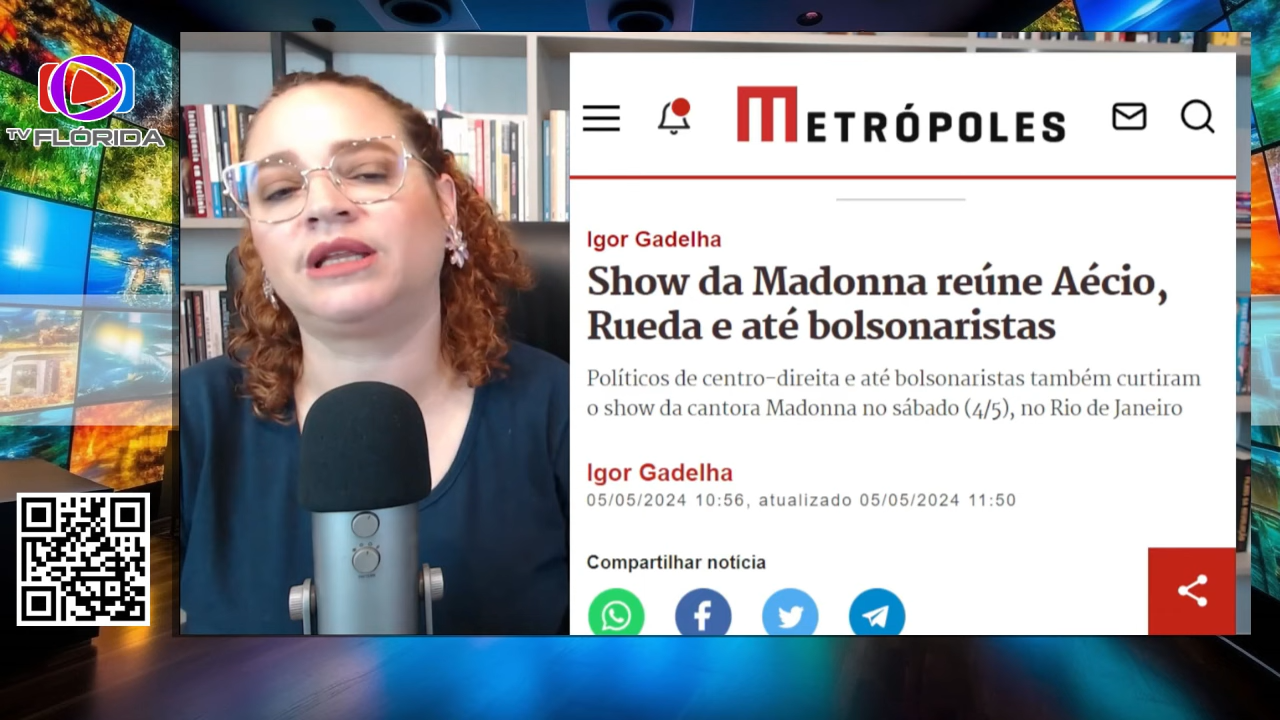 TV FLÓRIDA
METRÓPOLES
Igor Gadelha
Show da Madonna reúne Aécio,
Rueda e até bolsonaristas
Políticos de centro-direita e até bolsonaristas também curtiram
o show da cantora Madonna no sábado (4/5), no Rio de Janeiro
Igor Gadelha
05/05/2024 10:56, atualizado 05/05/2024 11:50
Compartilhar notícia